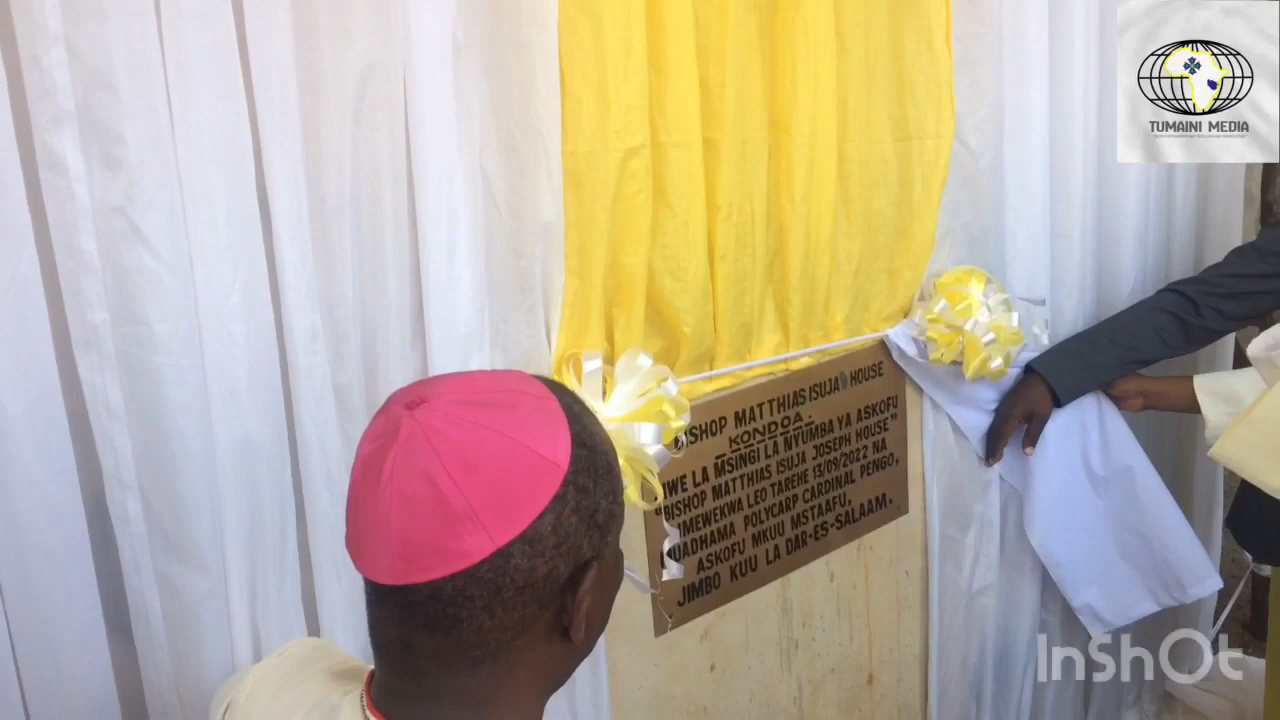 TUMAINI MEDIA
BISHOP MATTHIAS ISUJA HOUSE
KONDOA.
JIWE LA MSINGI LA NYUMBA YA ASKOFU
"BISHOP MATTHIAS ISUJA JOSEPH HOUSE"
LIMEWEKWA LEO TAREHE 13/09/2022 NA
MUADHAMA POLYCARP CARDINAL PENGO,
ASKOFU MKUU MSTAAFU,
JIMBO KUU LA DAR-ES-SALAAM.
InShOt